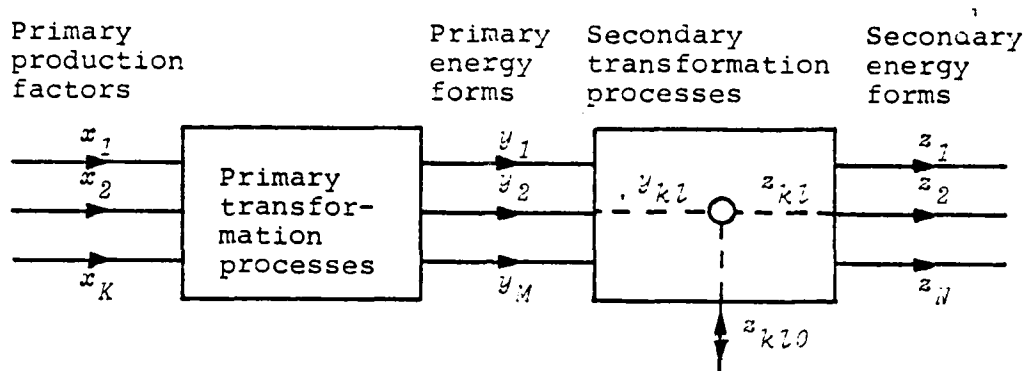 Primary
production
factors
Primary
energy
forms
Secondary
transformation
processes
Secondary
energy
forms
x1
x2
xK
Primary
transfor-
mation
processes
y1
y2
yM
ykl
zkl
zkl0
z1
z2
zN